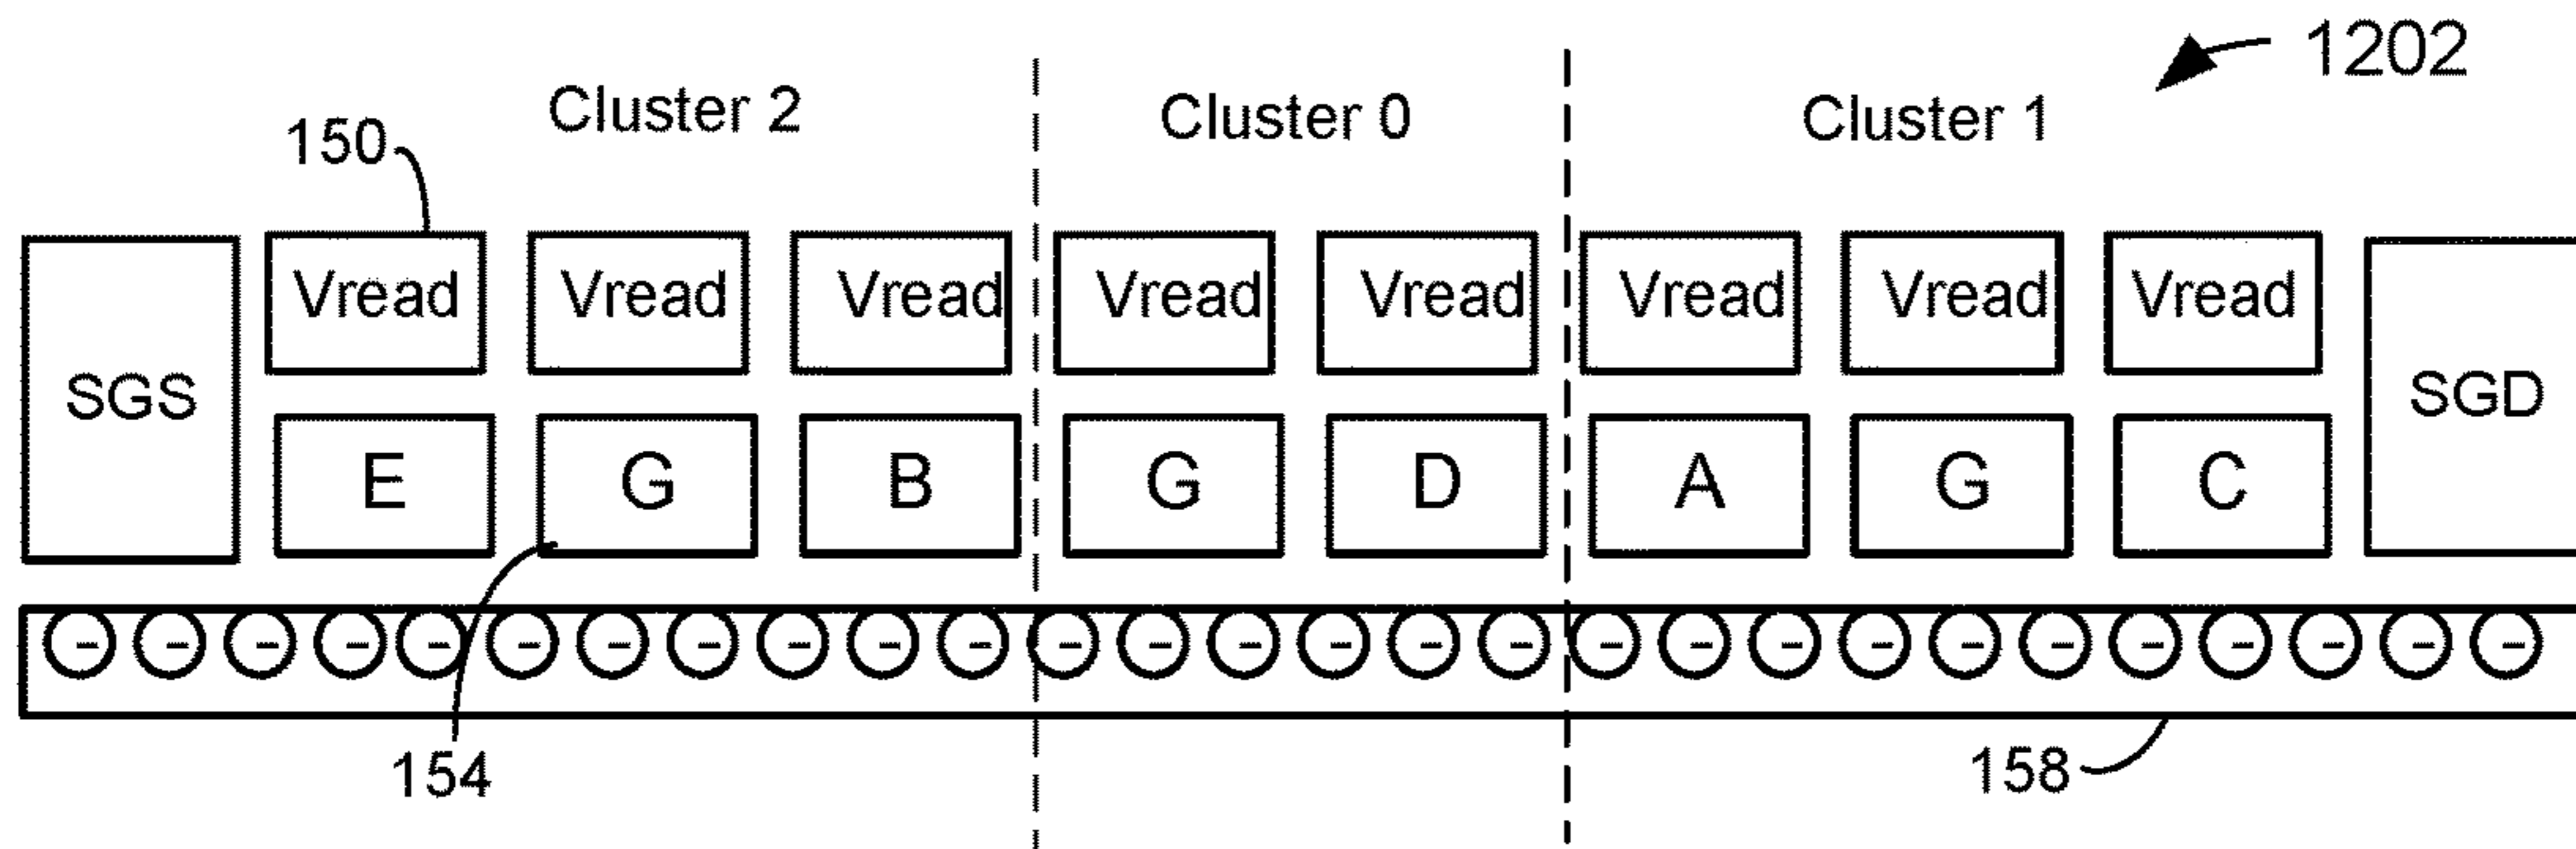 1202
Cluster 2 Cluster 0 Cluster 1
150
Vread Vread Vread Vread Vread Vread Vread Vread
SGS SGD
E G B G D A G C
- - - - - - - - - - - - - - - - - - - - - - - - - - - -
154 158